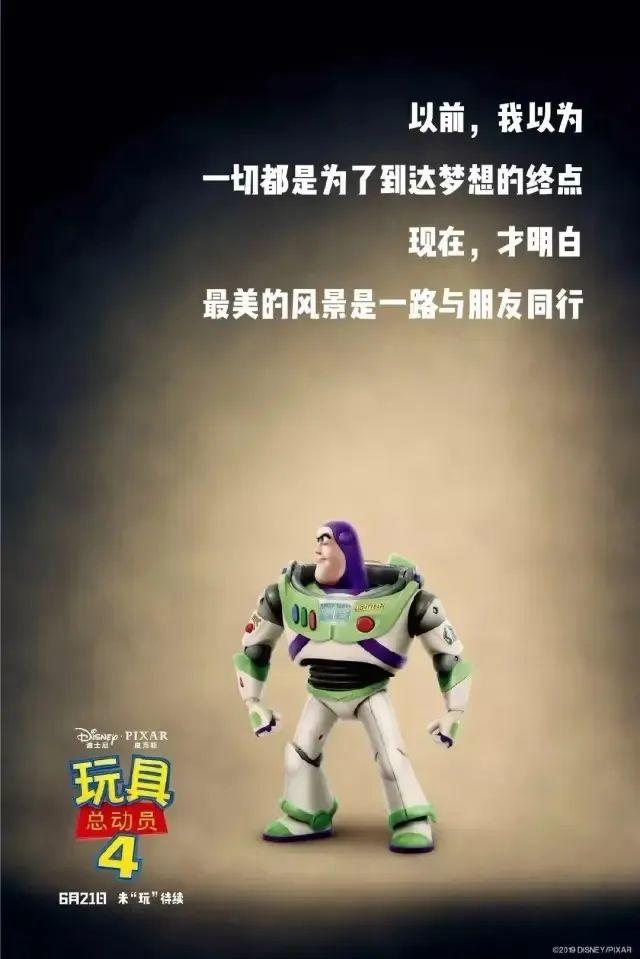 以前，我以为
一切都是为了到达梦想的终点
现在，才明白
最美的风景是一路与朋友同行
LIGHTYEAR
Disney · PIXAR
迪士尼 皮克斯
玩具
总动员
4
6月21日 未“玩”待续
©2019 DISNEY/PIXAR